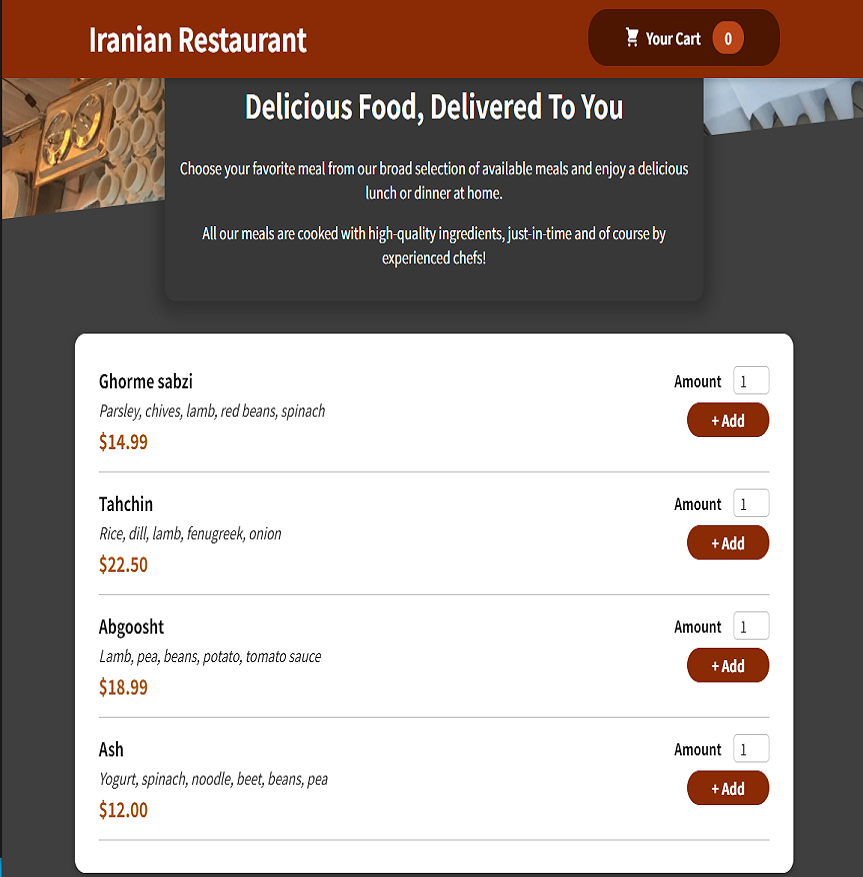 Iranian Restaurant
Your Cart 0
Delicious Food, Delivered To You
Choose your favorite meal from our broad selection of available meals and enjoy a delicious
lunch or dinner at home.
All our meals are cooked with high-quality ingredients, just-in-time and of course by
experienced chefs!
Ghorme sabzi
Amount 1
Parsley, chives, lamb, red beans, spinach
+ Add
$14.99
Tahchin
Amount 1
Rice, dill, lamb, fenugreek, onion
+ Add
$22.50
Abgoosht
Amount 1
Lamb, pea, beans, potato, tomato sauce
+ Add
$18.99
Ash
Amount 1
Yogurt, spinach, noodle, beet, beans, pea
+ Add
$12.00